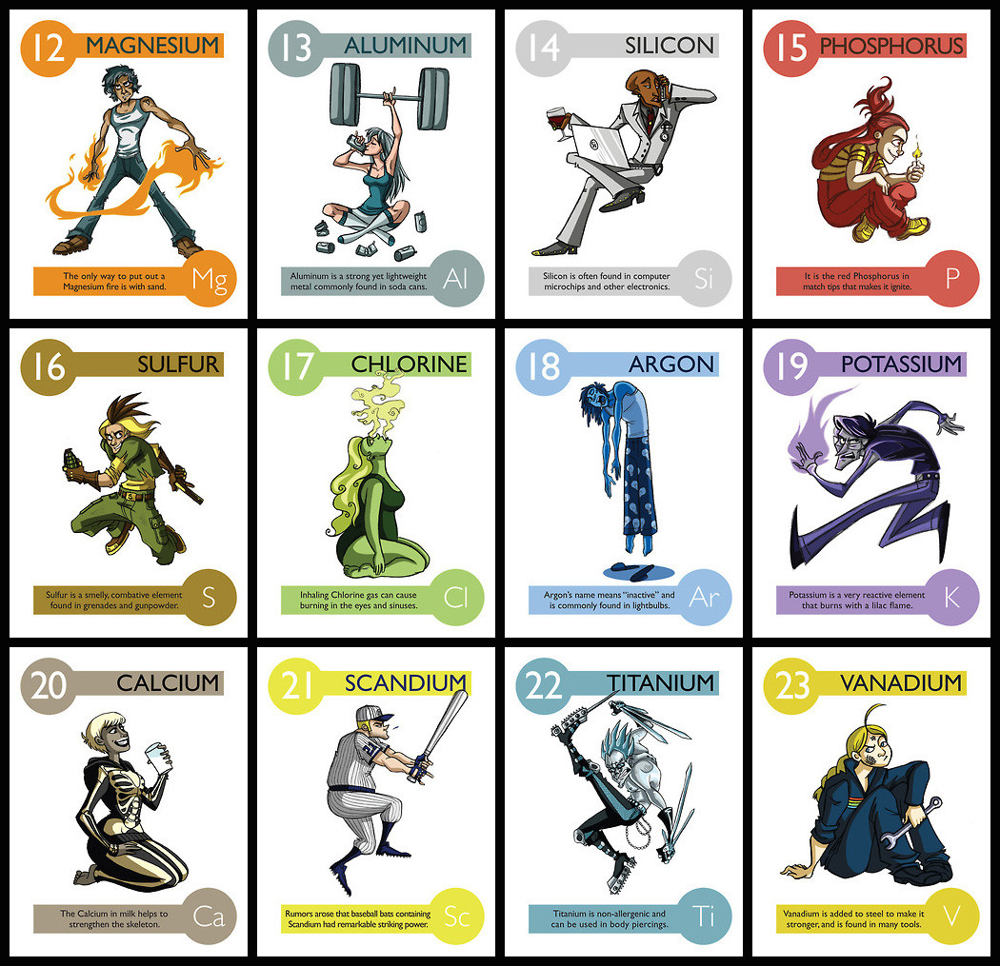 12 MAGNESIUM
The only way to put out a
Magnesium fire is with sand.
Mg
13 ALUMINUM
Aluminum is a strong yet lightweight
metal commonly found in soda cans.
Al
14 SILICON
Silicon is often found in computer
microchips and other electronics.
Si
15 PHOSPHORUS
It is the red Phosphorus in
match tips that makes it ignite.
P
16 SULFUR
Sulfur is a smelly, combative element
found in grenades and gunpowder.
S
17 CHLORINE
Inhaling Chlorine gas can cause
burning in the eyes and sinuses.
Cl
18 ARGON
Argon's name means “inactive” and
is commonly found in lightbulbs.
Ar
19 POTASSIUM
Potassium is a very reactive element
that burns with a lilac flame.
K
20 CALCIUM
The Calcium in milk helps to
strengthen the skeleton.
Ca
21 SCANDIUM
21
Rumors arose that baseball bats containing
Scandium had remarkable striking power.
Sc
22 TITANIUM
Titanium is non-allergenic and
can be used in body piercings.
Ti
23 VANADIUM
Vanadium is added to steel to make it
stronger, and is found in many tools.
V